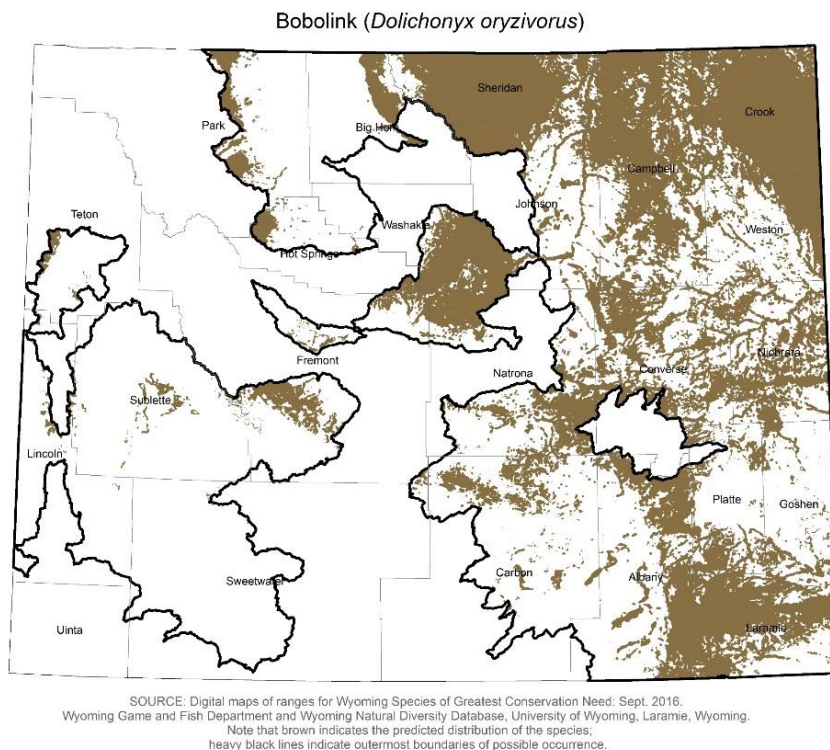 Bobolink (Dolichonyx oryzivorus)
Sheridan
Crook
Park
Big Horn
Campbell
Johnson
Teton
Washakie
Weston
Hot Springs
Niobrara
Fremont
Converse
Natrona
Sublette
Lincoln
Platte
Goshen
Carbon
Albany
Sweetwater
Uinta
Laramie
SOURCE: Digital maps of ranges for Wyoming Species of Greatest Conservation Need: Sept. 2016.
Wyoming Game and Fish Department and Wyoming Natural Diversity Database, University of Wyoming, Laramie, Wyoming.
Note that brown indicates the predicted distribution of the species;
heavy black lines indicate outermost boundaries of possible occurrence.